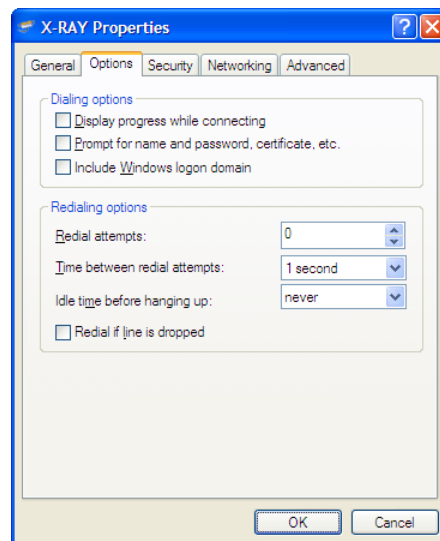 X-RAY Properties
General Options Security Networking Advanced
Dialing options
Display progress while connecting
Prompt for name and password, certificate, etc.
Include Windows logon domain
Redialing options
Redial attempts: 0
Time between redial attempts: 1 second
Idle time before hanging up: never
Redial if line is dropped
OK Cancel